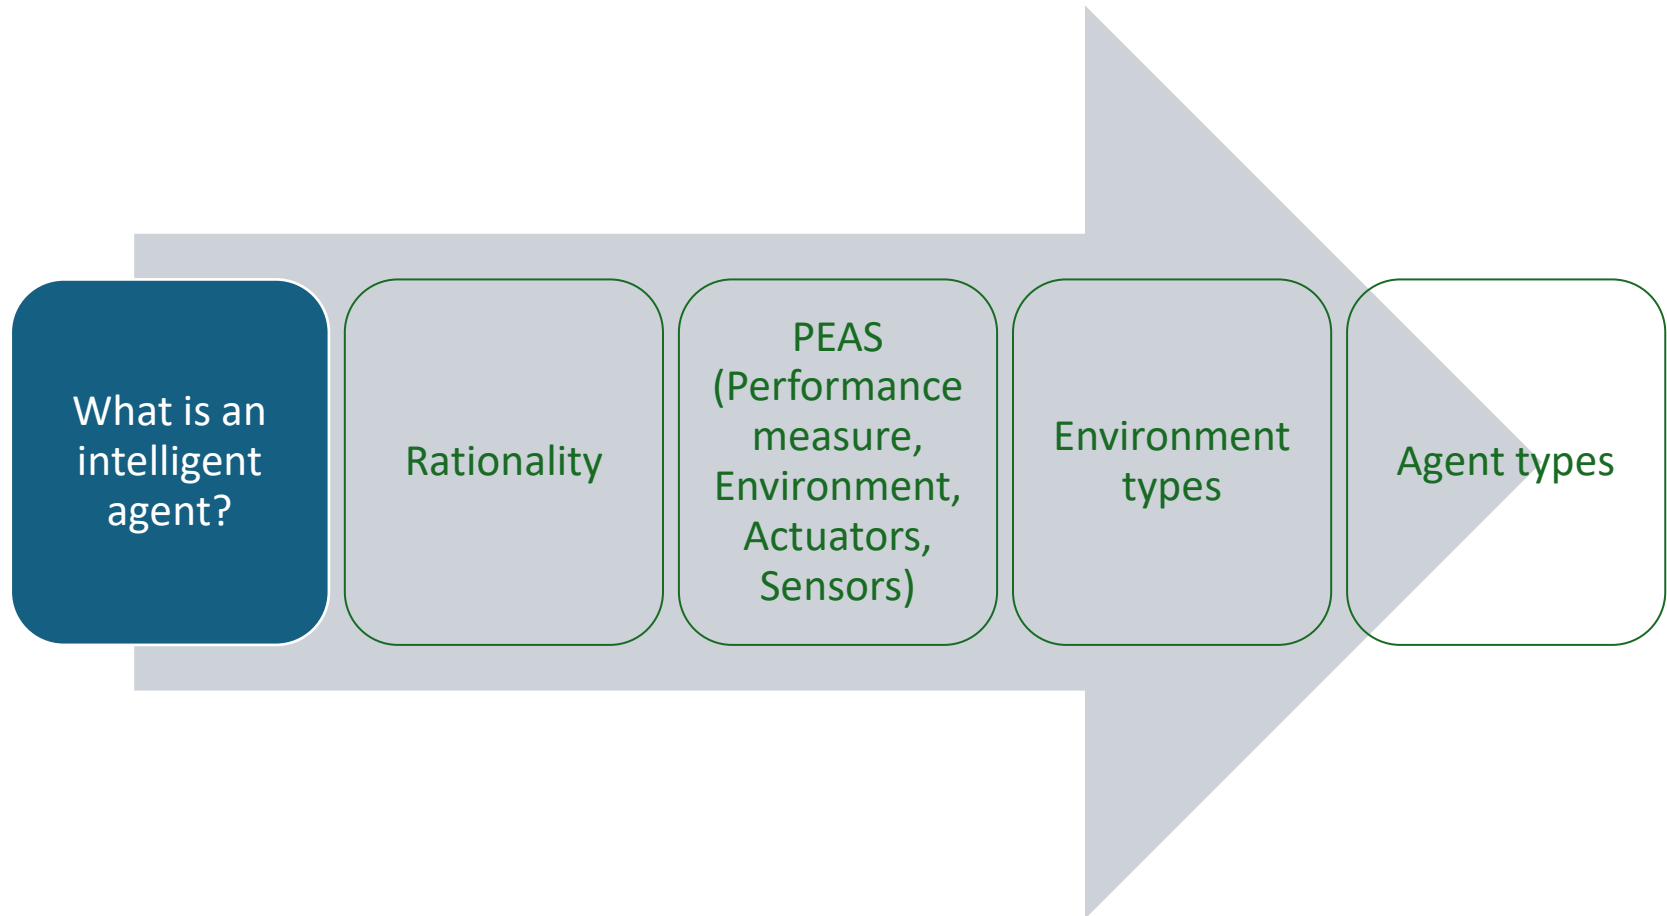 What is an
intelligent
agent?
Rationality
PEAS
(Performance
measure,
Environment,
Actuators,
Sensors)
Environment
types
Agent types